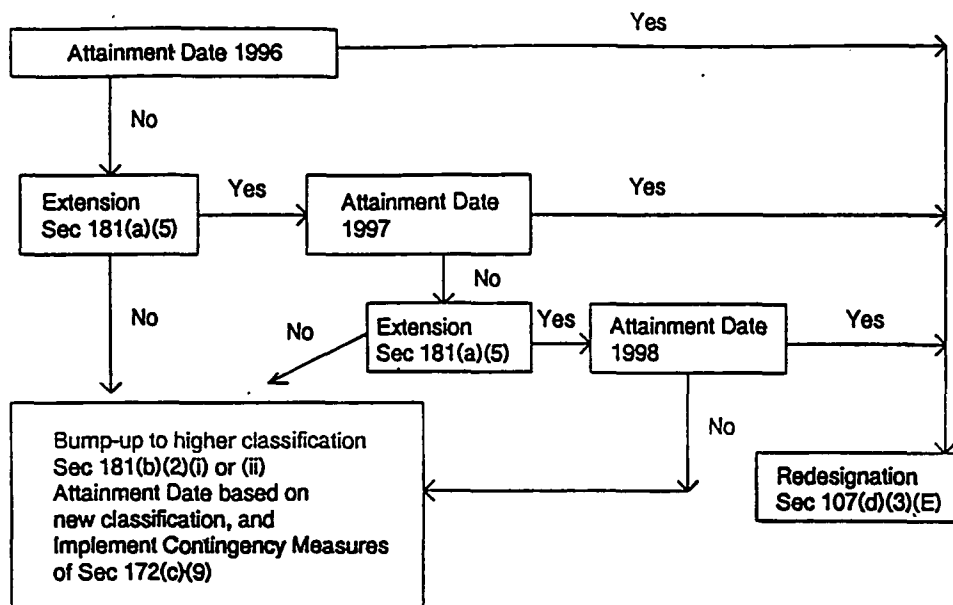 Yes
Attainment Date 1996
No
Extension
Sec 181(a)(5)
Yes
Attainment Date
1997
Yes
No
No
No
Extension
Sec 181(a)(5)
Yes
Attainment Date
1998
Yes
No
Bump-up to higher classification
Sec 181(b)(2)(i) or (ii)
Attainment Date based on
new classification, and
Implement Contingency Measures
of Sec 172(c)(9)
Redesignation
Sec 107(d)(3)(E)